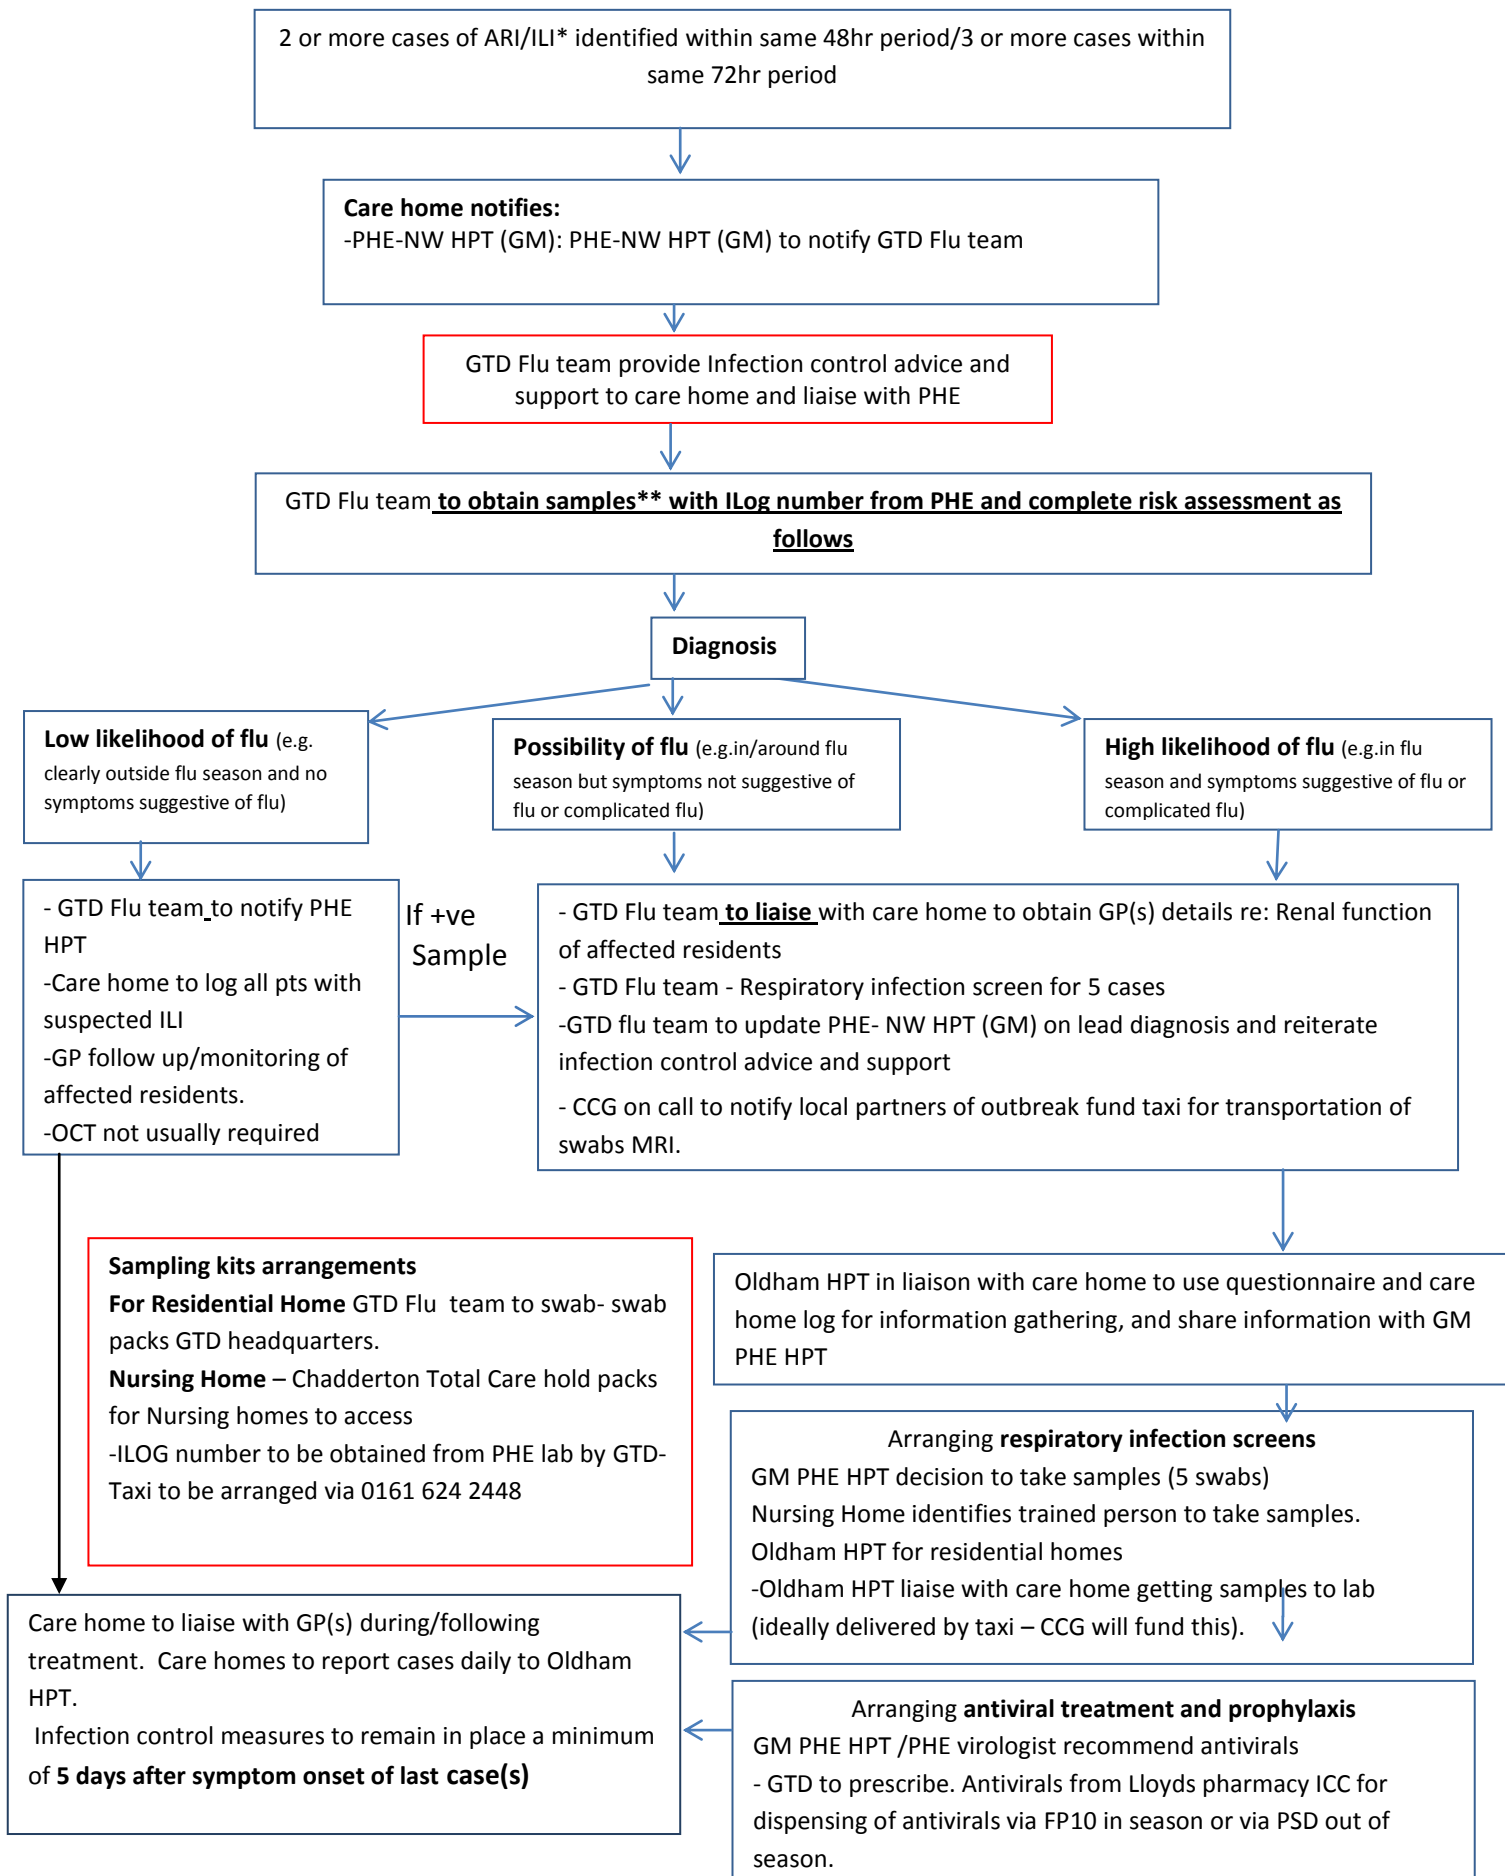 2 or more cases of ARI/ILI* identified within same 48hr period/3 or more cases within
same 72hr period
Care home notifies:
-PHE-NW HPT (GM): PHE-NW HPT (GM) to notify GTD Flu team
GTD Flu team provide Infection control advice and
support to care home and liaise with PHE
GTD Flu team to obtain samples** with ILog number from PHE and complete risk assessment as
follows
Diagnosis
Low likelihood of flu (e.g.
clearly outside flu season and no
symptoms suggestive of flu)
Possibility of flu (e.g.in/around flu
season but symptoms not suggestive of
flu or complicated flu)
High likelihood of flu (e.g.in flu
season and symptoms suggestive of flu or
complicated flu)
- GTD Flu team to notify PHE
HPT
-Care home to log all pts with
suspected ILI
-GP follow up/monitoring of
affected residents.
-OCT not usually required
If +ve
Sample
- GTD Flu team to liaise with care home to obtain GP(s) details re: Renal function
of affected residents
- GTD Flu team - Respiratory infection screen for 5 cases
-GTD flu team to update PHE- NW HPT (GM) on lead diagnosis and reiterate
infection control advice and support
- CCG on call to notify local partners of outbreak fund taxi for transportation of
swabs MRI.
Sampling kits arrangements
For Residential Home GTD Flu team to swab- swab
packs GTD headquarters.
Nursing Home – Chadderton Total Care hold packs
for Nursing homes to access
-ILOG number to be obtained from PHE lab by GTD-
Taxi to be arranged via 0161 624 2448
Oldham HPT in liaison with care home to use questionnaire and care
home log for information gathering, and share information with GM
PHE HPT
Arranging respiratory infection screens
GM PHE HPT decision to take samples (5 swabs)
Nursing Home identifies trained person to take samples.
Oldham HPT for residential homes
-Oldham HPT liaise with care home getting samples to lab
(ideally delivered by taxi – CCG will fund this).
Care home to liaise with GP(s) during/following
treatment. Care homes to report cases daily to Oldham
HPT.
Infection control measures to remain in place a minimum
of 5 days after symptom onset of last case(s)
Arranging antiviral treatment and prophylaxis
GM PHE HPT /PHE virologist recommend antivirals
- GTD to prescribe. Antivirals from Lloyds pharmacy ICC for
dispensing of antivirals via FP10 in season or via PSD out of
season.